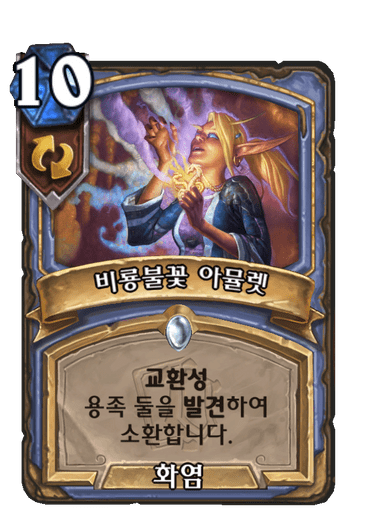 10
비룡불꽃 아뮬렛
교환성
용족 둘을 발견하여
소환합니다.
화염